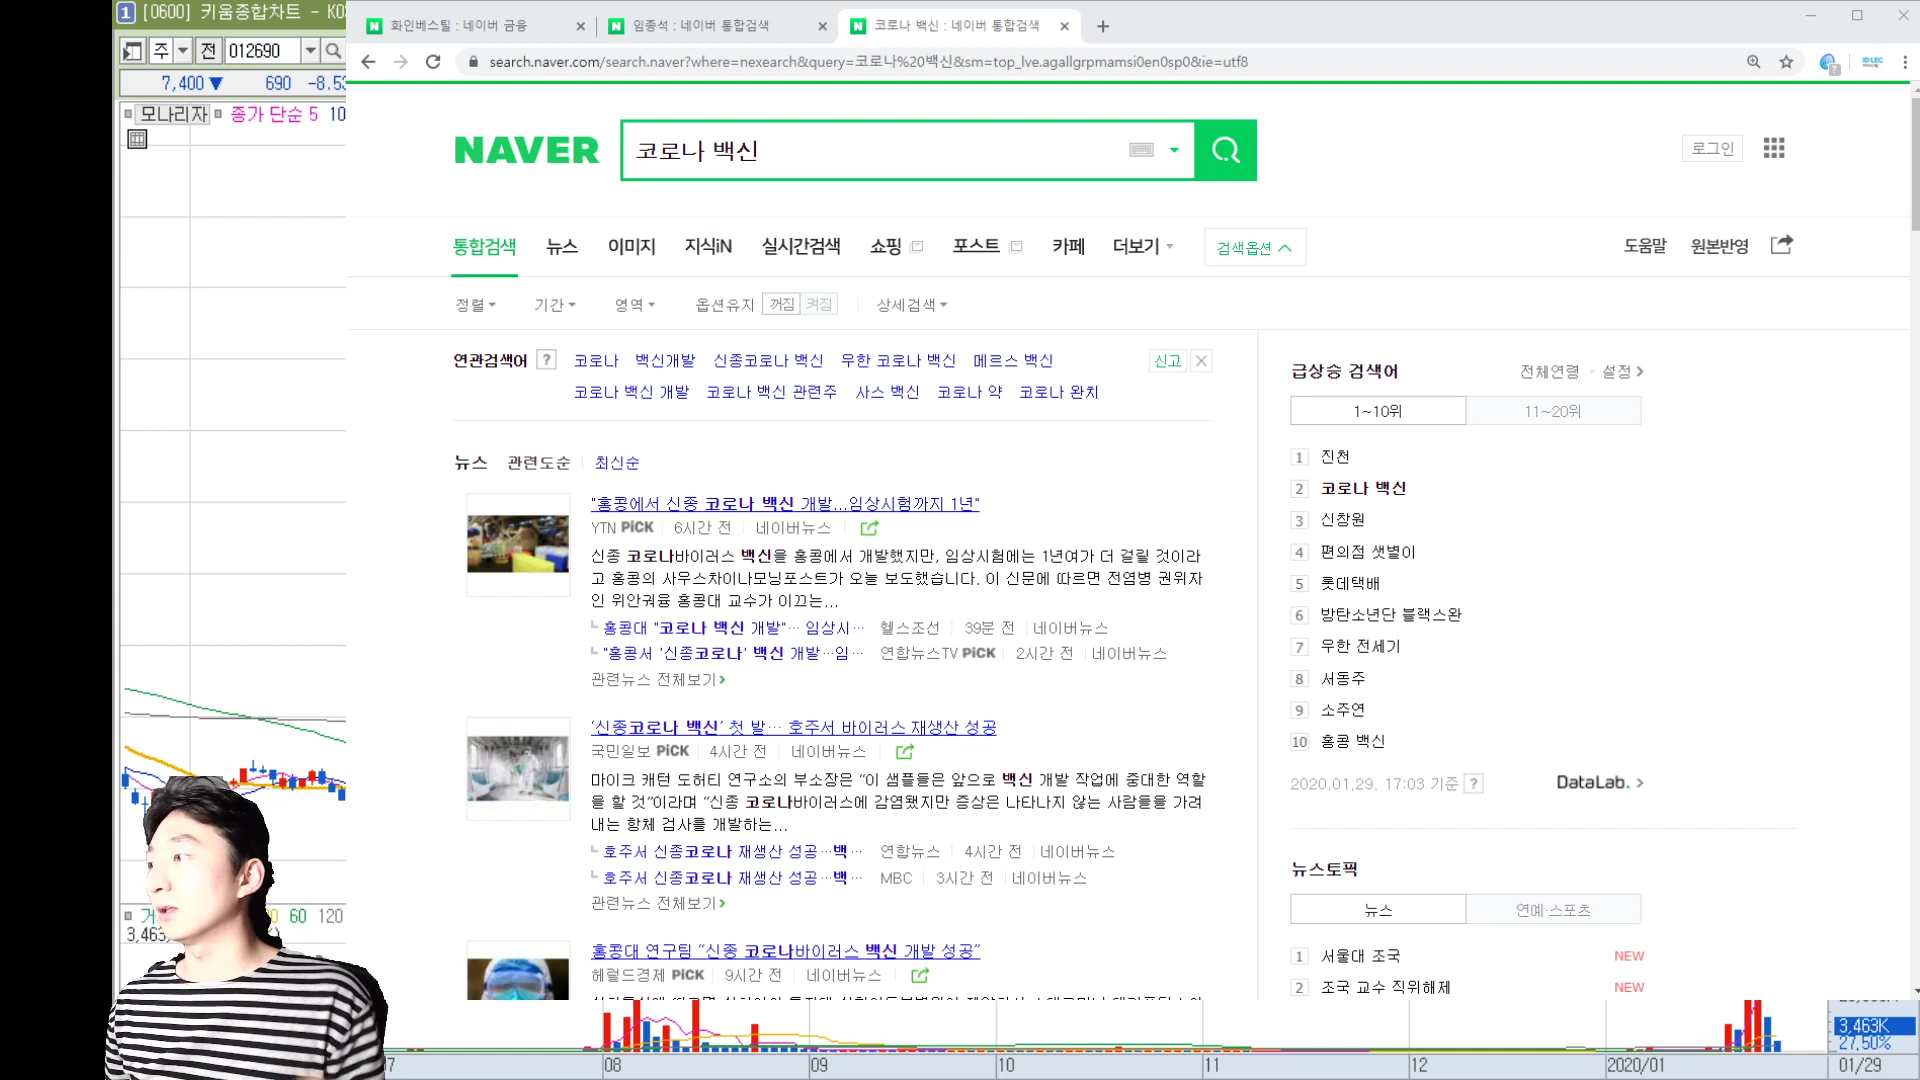 1 [0600] 키움종합차트 - KO
화인베스틸 : 네이버 금융
임종석 : 네이버 통합검색
코로나 백신 : 네이버 통합검색
주 전 012690
search.naver.com/search.naver?where=nexearch&query=코로나%20백신&sm=top_lve.agallgrpmamsi0en0sp0&ie=utf8
7,400 ▼ 690 -8.53
모나리자 종가 단순 5 10
NAVER
코로나 백신
로그인
통합검색 뉴스 이미지 지식iN 실시간검색 쇼핑 포스트 카페 더보기 검색옵션
도움말 원본반영
정렬 기간 영역 옵션유지 꺼짐 켜짐 상세검색
연관검색어 ? 코로나 백신개발 신종코로나 백신 우한 코로나 백신 메르스 백신 신고
코로나 백신 개발 코로나 백신 관련주 사스 백신 코로나 약 코로나 완치
뉴스 관련도순 최신순
"홍콩에서 신종 코로나 백신 개발...임상시험까지 1년"
YTN PiCK 6시간 전 네이버뉴스
신종 코로나바이러스 백신을 홍콩에서 개발했지만, 임상시험에는 1년여가 더 걸릴 것이라
고 홍콩의 사우스차이나모닝포스트가 오늘 보도했습니다. 이 신문에 따르면 전염병 권위자
인 위안궈융 홍콩대 교수가 이끄는...
홍콩대 "코로나 백신 개발"… 임상시… 헬스조선 39분 전 네이버뉴스
"홍콩서 '신종코로나' 백신 개발…임… 연합뉴스TV PiCK 2시간 전 네이버뉴스
관련뉴스 전체보기
‘신종코로나 백신’ 첫 발… 호주서 바이러스 재생산 성공
국민일보 PiCK 4시간 전 네이버뉴스
마이크 캐턴 도허티 연구소의 부소장은 “이 샘플들은 앞으로 백신 개발 작업에 중대한 역할
을 할 것”이라며 “신종 코로나바이러스에 감염됐지만 증상은 나타나지 않는 사람들을 가려
내는 항체 검사를 개발하는...
호주서 신종코로나 재생산 성공…백… 연합뉴스 4시간 전 네이버뉴스
호주서 신종코로나 재생산 성공…백… MBC 3시간 전 네이버뉴스
관련뉴스 전체보기
홍콩대 연구팀 “신종 코로나바이러스 백신 개발 성공”
헤럴드경제 PiCK 9시간 전 네이버뉴스
급상승 검색어 전체연령 설정
1~10위 11~20위
1 진천
2 코로나 백신
3 신창원
4 편의점 샛별이
5 롯데택배
6 방탄소년단 블랙스완
7 우한 전세기
8 서동주
9 소주연
10 홍콩 백신
2020.01.29. 17:03 기준 ? DataLab.
뉴스토픽
뉴스 연예·스포츠
1 서울대 조국 NEW
2 조국 교수 직위해제 NEW
60 120
3,463
3,463K
27.50%
08 09 10 11 12 2020/01 01/29